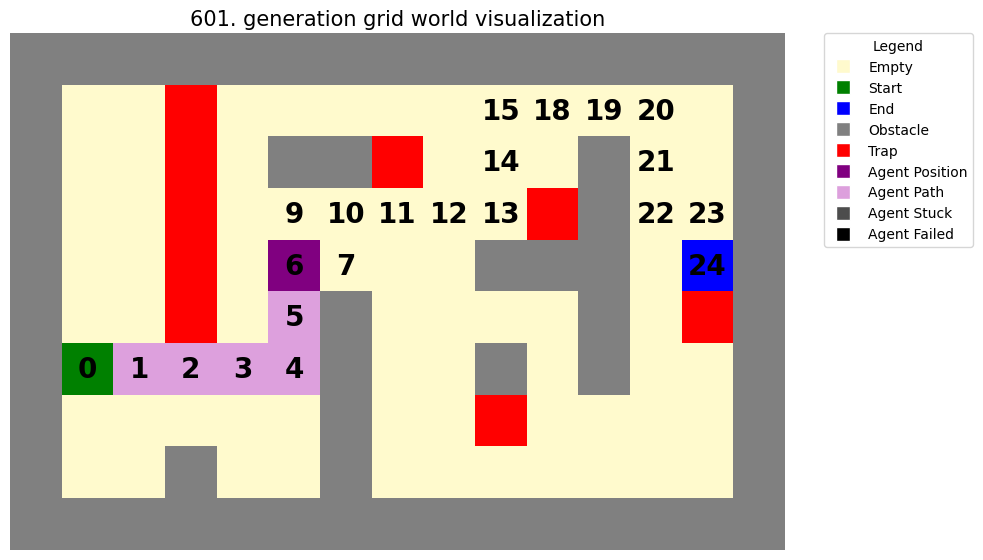 601. generation grid world visualization
15 18 19 20
14 21
9 10 11 12 13 22 23
6 7 24
5
0 1 2 3 4
Legend
Empty
Start
End
Obstacle
Trap
Agent Position
Agent Path
Agent Stuck
Agent Failed